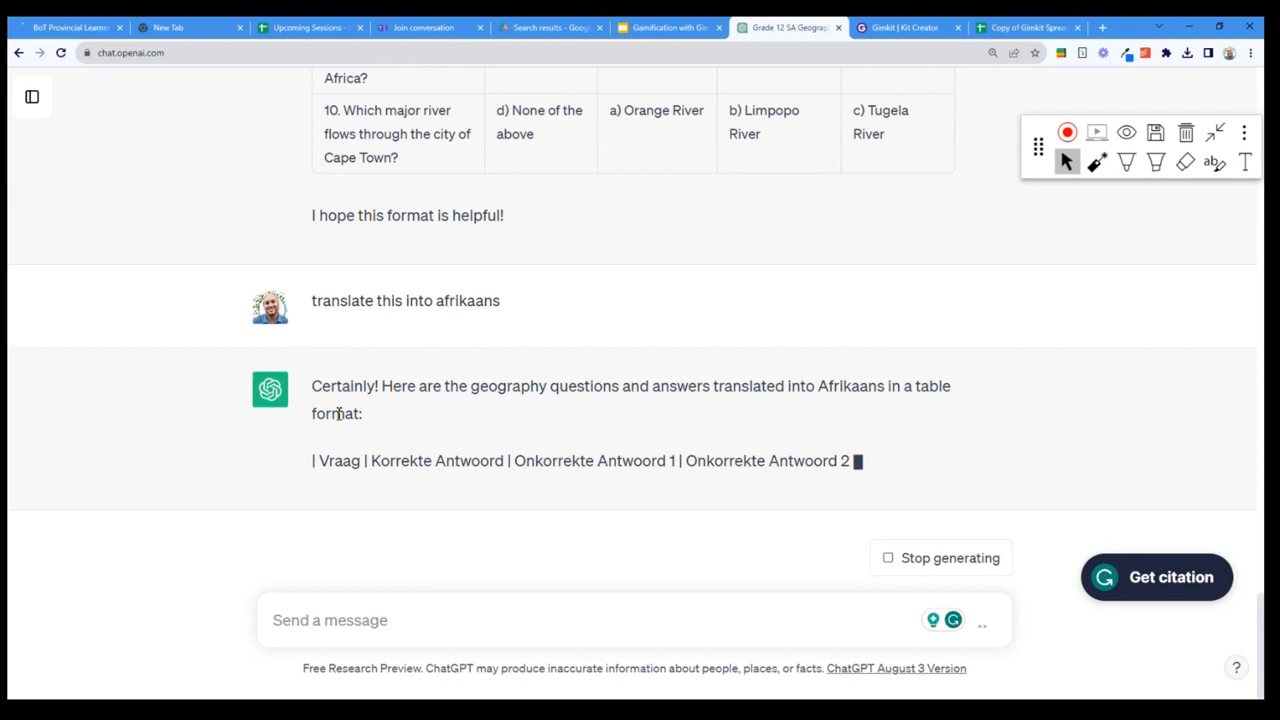 BoT Provincial Learne
New Tab
Upcoming Sessions -
Join conversation
Search results - Goog
Gamification with Gim
Grade 12 SA Geograp
Gimkit | Kit Creator
Copy of Gimkit Spread
chat.openai.com
Africa?
10. Which major river
flows through the city of
Cape Town?
d) None of the
above
a) Orange River
b) Limpopo
River
c) Tugela
River
I hope this format is helpful!
translate this into afrikaans
Certainly! Here are the geography questions and answers translated into Afrikaans in a table
format:
| Vraag | Korrekte Antwoord | Onkorrekte Antwoord 1 | Onkorrekte Antwoord 2
Stop generating
Get citation
Send a message
Free Research Preview. ChatGPT may produce inaccurate information about people, places, or facts. ChatGPT August 3 Version
?